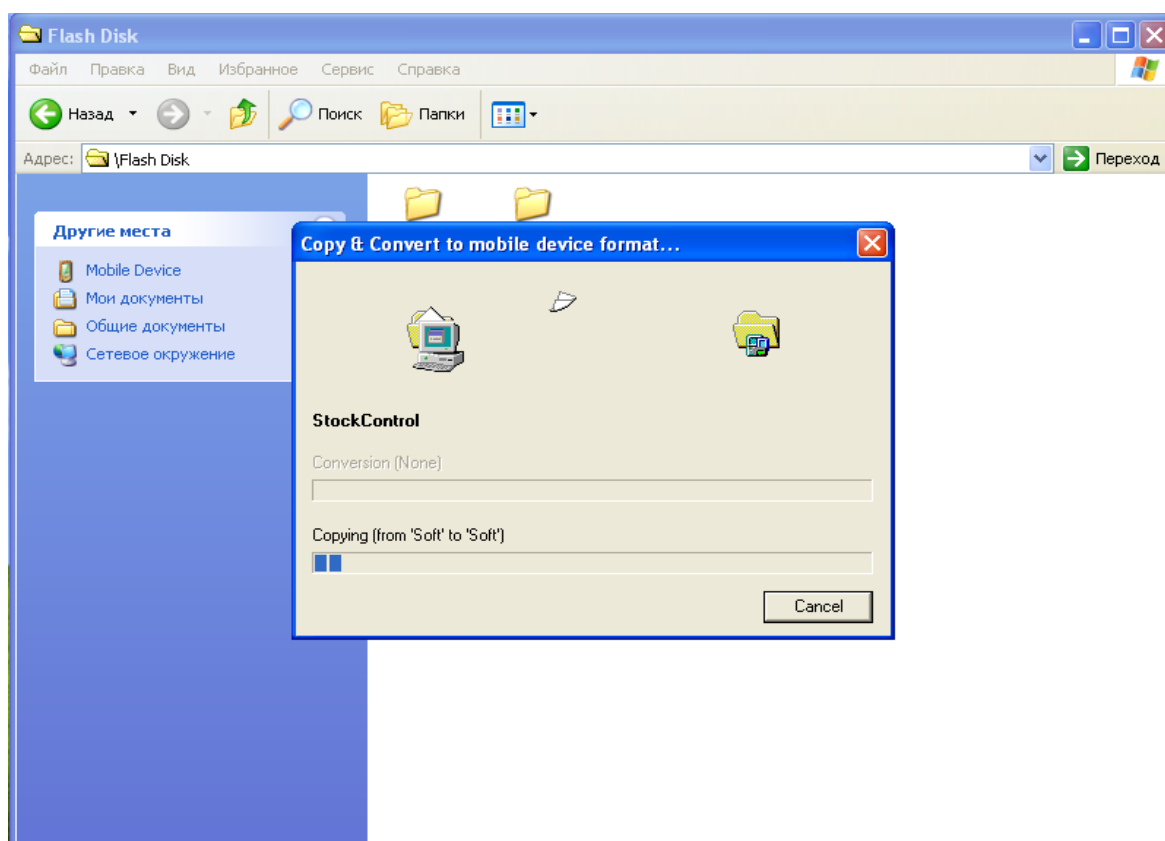 Flash Disk
Файл Правка Вид Избранное Сервис Справка
Назад Поиск Папки
Адрес: \Flash Disk Переход
Другие места
Mobile Device
Мои документы
Общие документы
Сетевое окружение
Copy & Convert to mobile device format...
StockControl
Conversion (None)
Copying (from 'Soft' to 'Soft')
Cancel